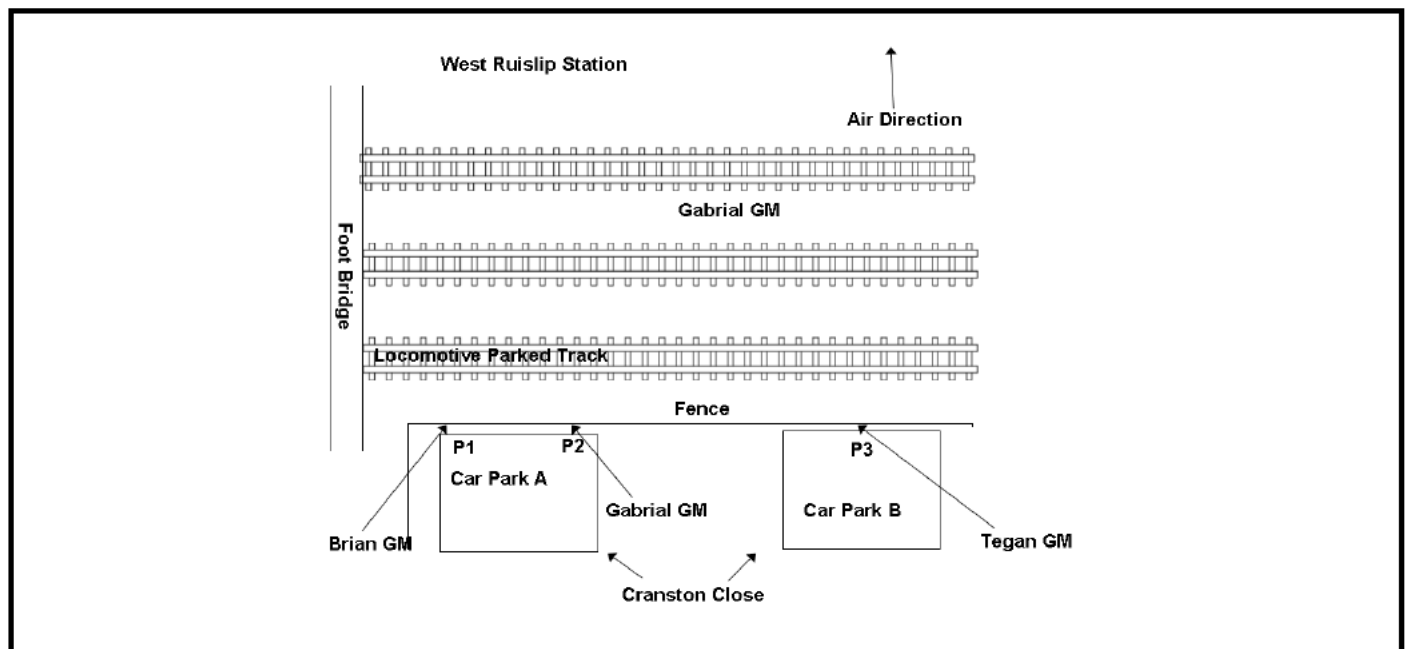 West Ruislip Station
Air Direction
Gabrial GM
Foot Bridge
Locomotive Parked Track
Fence
P1
P2
P3
Car Park A
Gabrial GM
Car Park B
Brian GM
Tegan GM
Cranston Close